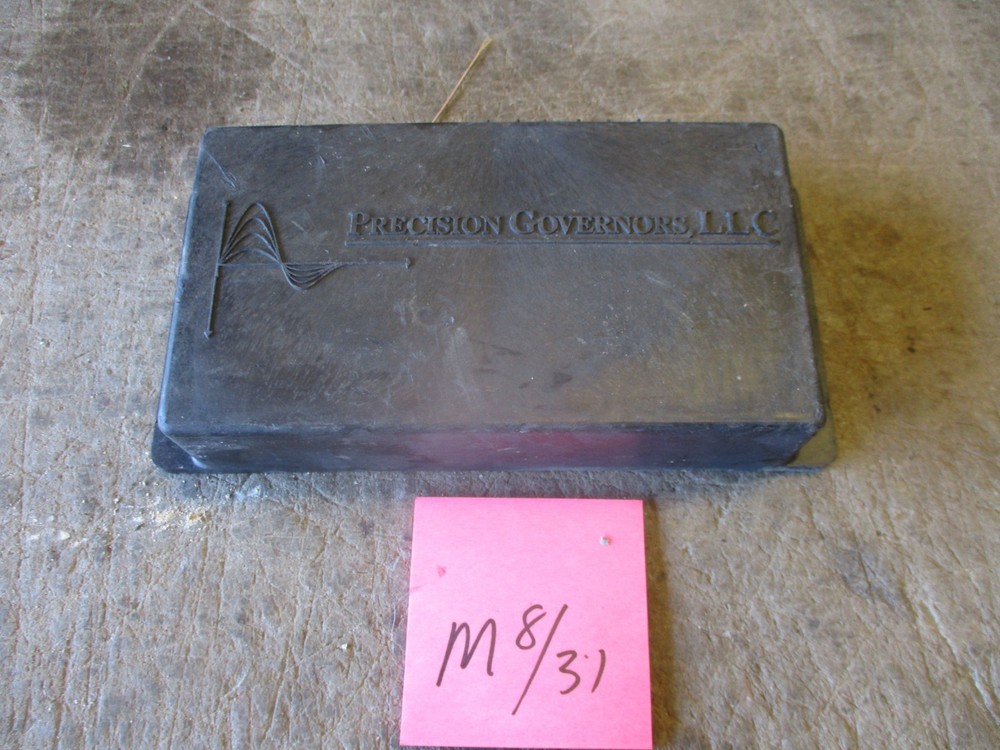 PRECISION GOVERNORS, LLC
M 8/31